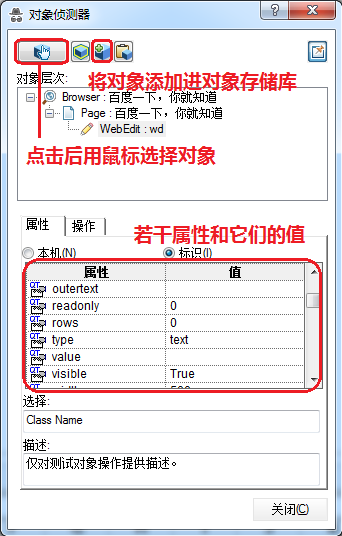 对象侦测器
对象层次:
将对象添加进对象存储库
Browser : 百度一下，你就知道
Page : 百度一下，你就知道
WebEdit : wd
点击后用鼠标选择对象
属性 操作
若干属性和它们的值
本机(N) 标识(I)
属性 值
outertext
readonly 0
rows 0
type text
value
visible True
选择:
Class Name
描述:
仅对测试对象操作提供描述。
关闭(C)